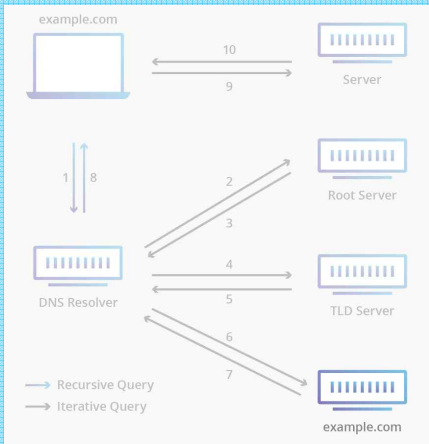 example.com
10
9
Server
1
8
2
3
Root Server
DNS Resolver
4
5
TLD Server
6
7
Recursive Query
Iterative Query
example.com